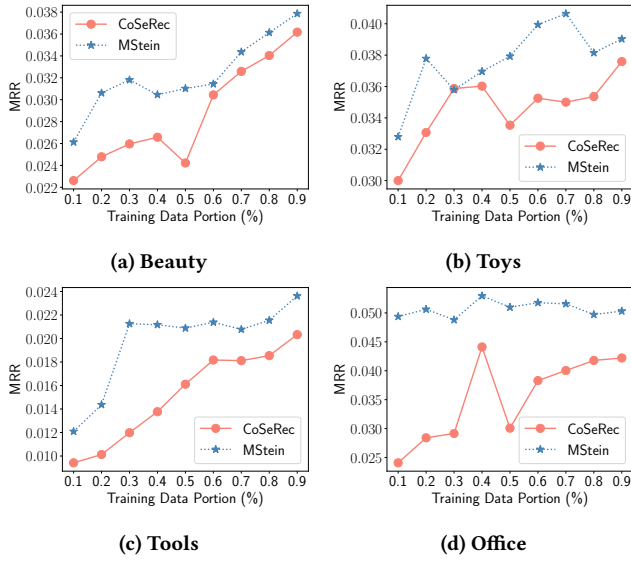 0.038
0.036
0.034
0.032
0.030
0.028
0.026
0.024
0.022
MRR
CoSeRec
MStein
0.1 0.2 0.3 0.4 0.5 0.6 0.7 0.8 0.9
Training Data Portion (%)
(a) Beauty
0.040
0.038
0.036
0.034
0.032
0.030
MRR
CoSeRec
MStein
0.1 0.2 0.3 0.4 0.5 0.6 0.7 0.8 0.9
Training Data Portion (%)
(b) Toys
0.024
0.022
0.020
0.018
0.016
0.014
0.012
0.010
MRR
CoSeRec
MStein
0.1 0.2 0.3 0.4 0.5 0.6 0.7 0.8 0.9
Training Data Portion (%)
(c) Tools
0.050
0.045
0.040
0.035
0.030
0.025
MRR
CoSeRec
MStein
0.1 0.2 0.3 0.4 0.5 0.6 0.7 0.8 0.9
Training Data Portion (%)
(d) Office